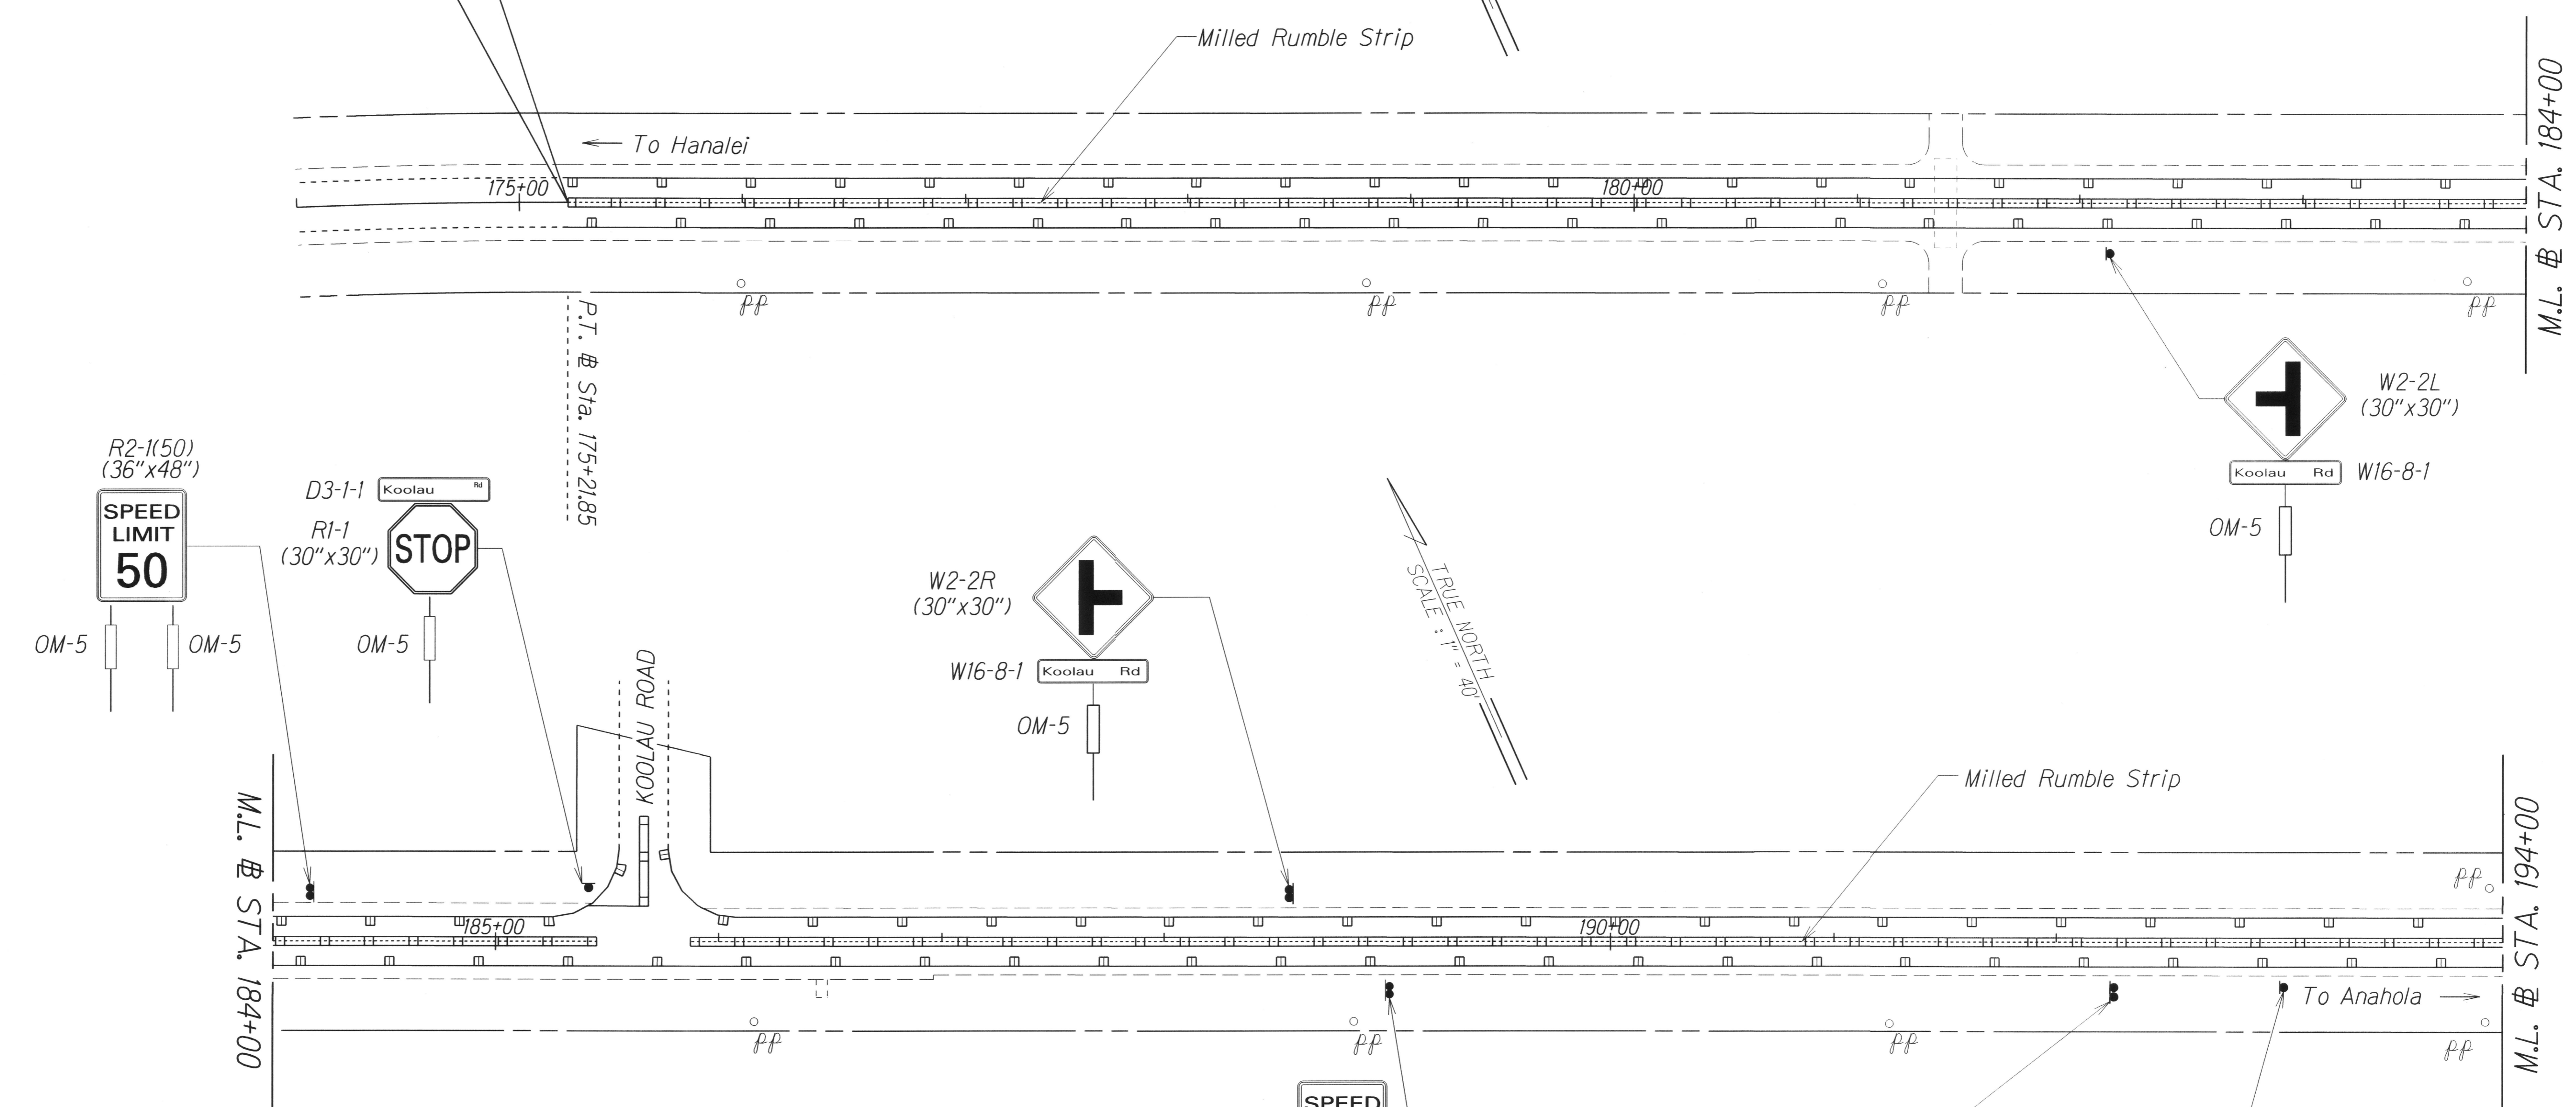 Milled Rumble Strip
To Hanalei
175+00
180+00
M.L. ℄ STA. 184+00
pp
pp
pp
pp
P.T. ℄ Sta. 175+21.85
W2-2L
(30"x30")
Koolau Rd
W16-8-1
OM-5
R2-1(50)
(36"x48")
SPEED
LIMIT
50
OM-5
OM-5
D3-1-1
Koolau Rd
R1-1
(30"x30")
STOP
OM-5
W2-2R
(30"x30")
W16-8-1
Koolau Rd
OM-5
TRUE NORTH
SCALE : 1" = 40'
KOOLAU ROAD
Milled Rumble Strip
M.L. ℄ STA. 184+00
185+00
190+00
M.L. ℄ STA. 194+00
pp
To Anahola
pp
pp
pp
pp
SPEED